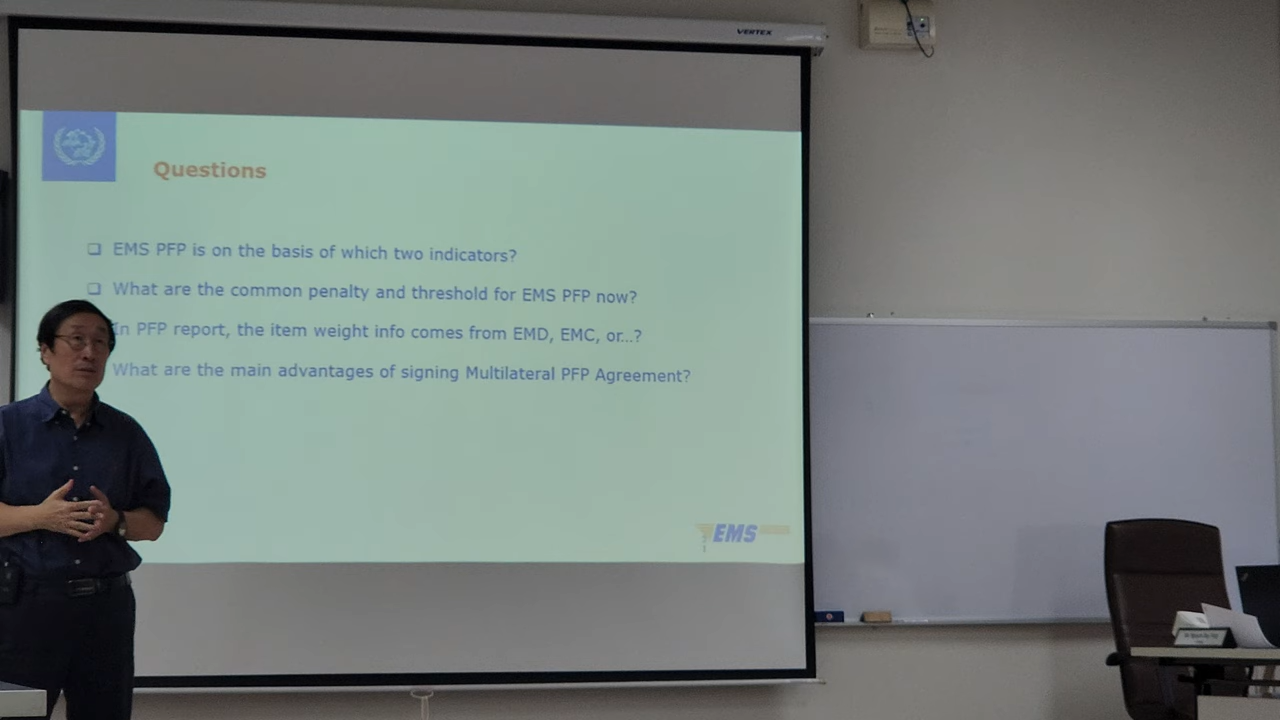 VERTEX
Questions
❑ EMS PFP is on the basis of which two indicators?
❑ What are the common penalty and threshold for EMS PFP now?
In PFP report, the item weight info comes from EMD, EMC, or...?
What are the main advantages of signing Multilateral PFP Agreement?
EMS